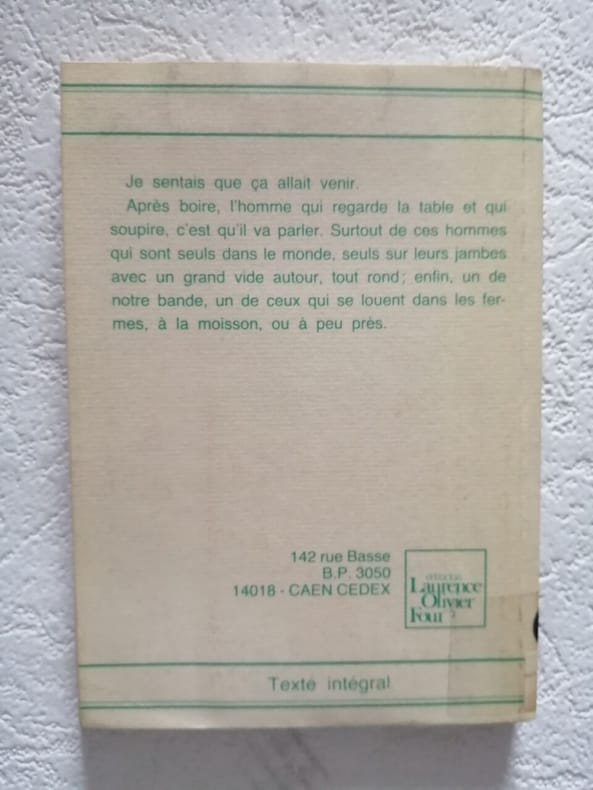 Je sentais que ça allait venir.
Après boire, l'homme qui regarde la table et qui
soupire, c'est qu'il va parler. Surtout de ces hommes
qui sont seuls dans le monde, seuls sur leurs jambes
avec un grand vide autour, tout rond; enfin, un de
notre bande, un de ceux qui se louent dans les fer-
mes, à la moisson, ou à peu près.
142 rue Basse
B.P. 3050
14018 - CAEN CEDEX
Laurence
Olivier
Four
Texte intégral